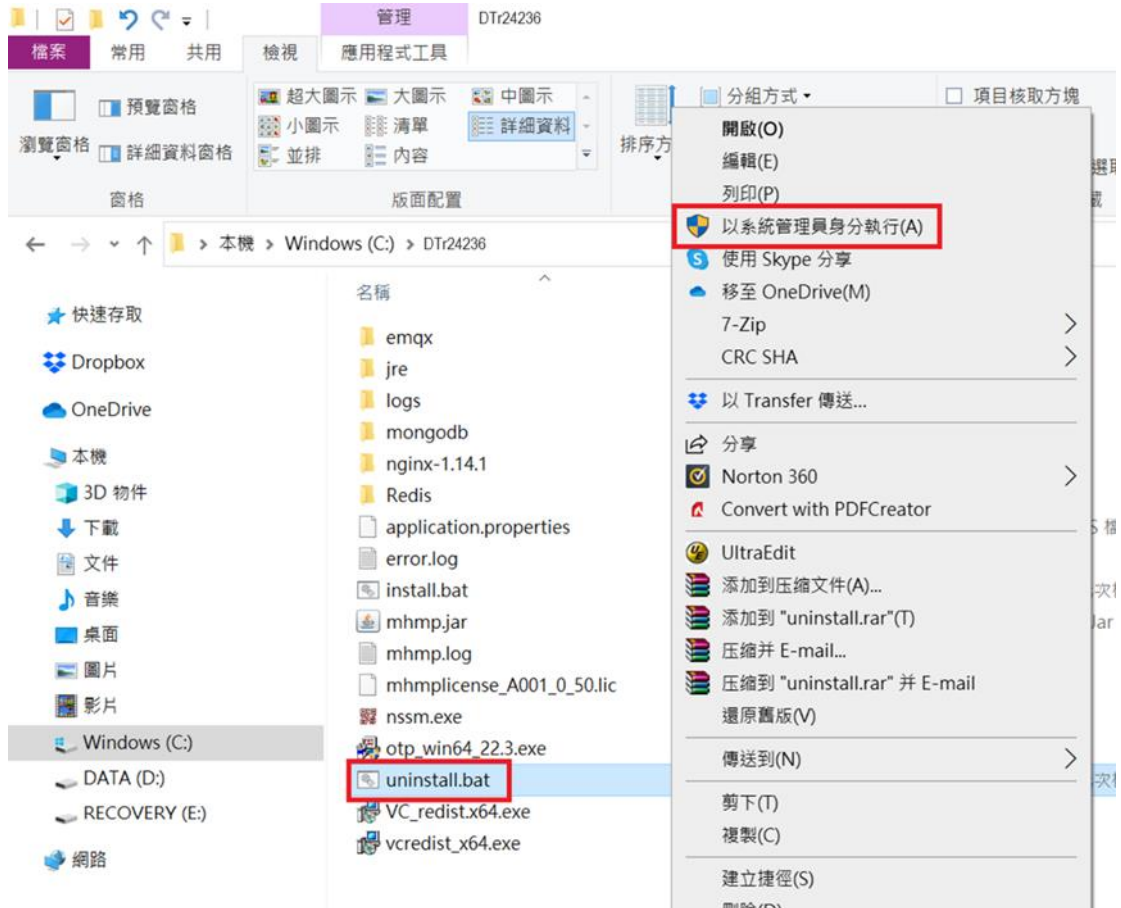 管理 DTr24236
檔案 常用 共用 檢視 應用程式工具
預覽窗格 超大圖示 大圖示 中圖示 分組方式 項目核取方塊
瀏覽窗格 詳細資料窗格 小圖示 清單 詳細資料 排序方
並排 內容
窗格 版面配置
本機 > Windows (C:) > DTr24236
名稱
快速存取
Dropbox
OneDrive
本機
3D 物件
下載
文件
音樂
桌面
圖片
影片
Windows (C:)
DATA (D:)
RECOVERY (E:)
網路
emqx
jre
logs
mongodb
nginx-1.14.1
Redis
application.properties
error.log
install.bat
mhmp.jar
mhmp.log
mhmplicense_A001_0_50.lic
nssm.exe
otp_win64_22.3.exe
uninstall.bat
VC_redist.x64.exe
vcredist_x64.exe
開啟(O)
編輯(E)
列印(P)
以系統管理員身分執行(A)
使用 Skype 分享
移至 OneDrive(M)
7-Zip
CRC SHA
以 Transfer 傳送...
分享
Norton 360
Convert with PDFCreator
UltraEdit
添加到压缩文件(A)...
添加到 "uninstall.rar"(T)
压缩并 E-mail...
压缩到 "uninstall.rar" 并 E-mail
還原舊版(V)
傳送到(N)
剪下(T)
複製(C)
建立捷徑(S)
S 檔
次檔
Jar
次檔